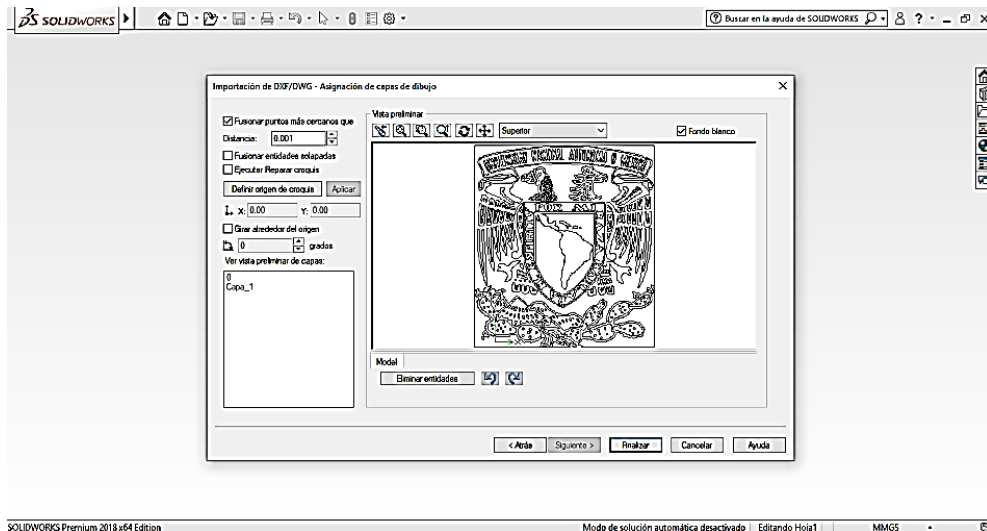 SOLIDWORKS
Buscar en la ayuda de SOLIDWORKS
Importación de DXF/DWG - Asignación de capas de dibujo
Fusionar puntos más cercanos que
Distancia: 0.001
Fusionar entidades solapadas
Ejecutar Reparar croquis
Definir origen de croquis Aplicar
X: 0.00 Y: 0.00
Girar alrededor del origen
0 grados
Ver vista preliminar de capas:
0
Capa_1
Vista preliminar
Superior
Fondo blanco
Model
Eliminar entidades
< Atrás Siguiente > Finalizar Cancelar Ayuda
SOLIDWORKS Premium 2018 x64 Edition Modo de solución automática desactivado Editando Hoja1 MMGS